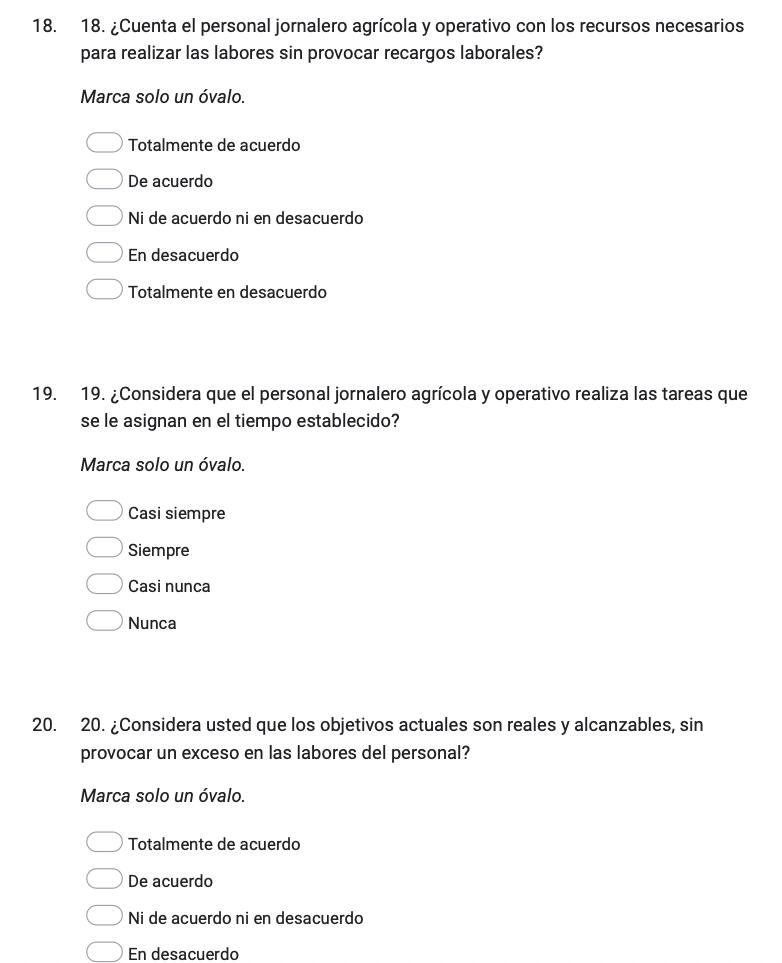 18. 18. ¿Cuenta el personal jornalero agrícola y operativo con los recursos necesarios
para realizar las labores sin provocar recargos laborales?
Marca solo un óvalo.
Totalmente de acuerdo
De acuerdo
Ni de acuerdo ni en desacuerdo
En desacuerdo
Totalmente en desacuerdo
19. 19. ¿Considera que el personal jornalero agrícola y operativo realiza las tareas que
se le asignan en el tiempo establecido?
Marca solo un óvalo.
Casi siempre
Siempre
Casi nunca
Nunca
20. 20. ¿Considera usted que los objetivos actuales son reales y alcanzables, sin
provocar un exceso en las labores del personal?
Marca solo un óvalo.
Totalmente de acuerdo
De acuerdo
Ni de acuerdo ni en desacuerdo
En desacuerdo